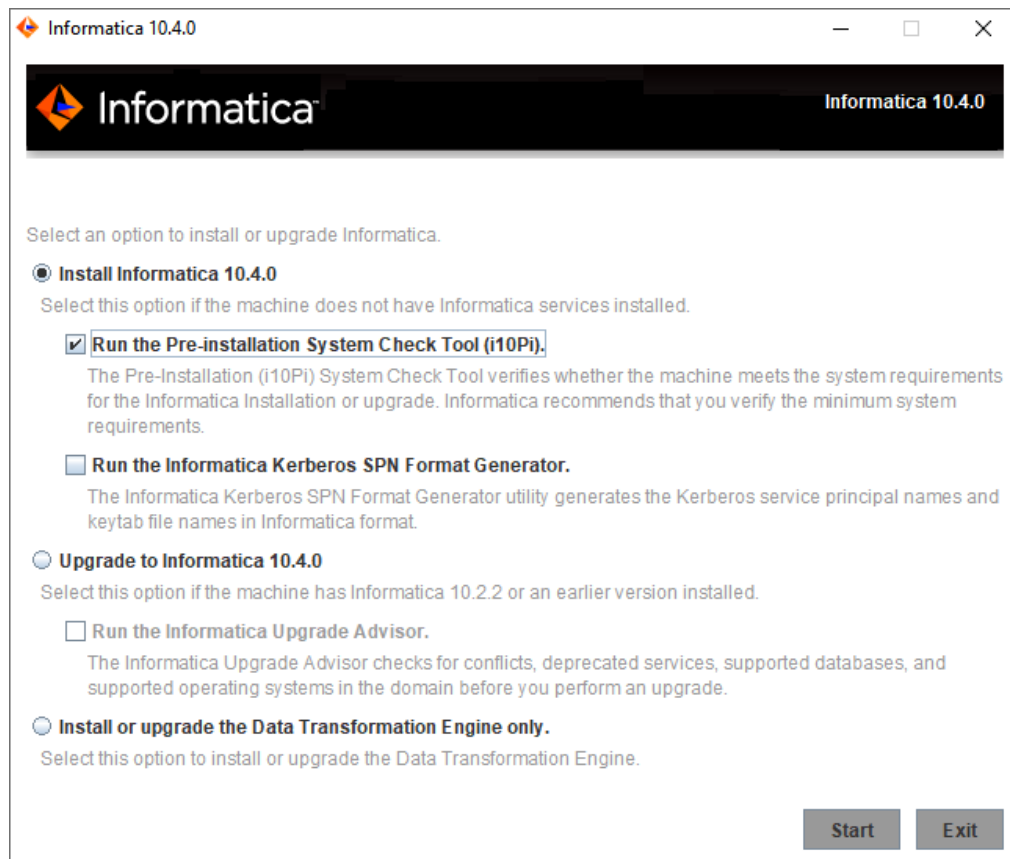 Informatica 10.4.0
Informatica
Informatica 10.4.0
Select an option to install or upgrade Informatica.
Install Informatica 10.4.0
Select this option if the machine does not have Informatica services installed.
Run the Pre-installation System Check Tool (i10Pi).
The Pre-Installation (i10Pi) System Check Tool verifies whether the machine meets the system requirements
for the Informatica Installation or upgrade. Informatica recommends that you verify the minimum system
requirements.
Run the Informatica Kerberos SPN Format Generator.
The Informatica Kerberos SPN Format Generator utility generates the Kerberos service principal names and
keytab file names in Informatica format.
Upgrade to Informatica 10.4.0
Select this option if the machine has Informatica 10.2.2 or an earlier version installed.
Run the Informatica Upgrade Advisor.
The Informatica Upgrade Advisor checks for conflicts, deprecated services, supported databases, and
supported operating systems in the domain before you perform an upgrade.
Install or upgrade the Data Transformation Engine only.
Select this option to install or upgrade the Data Transformation Engine.
Start Exit